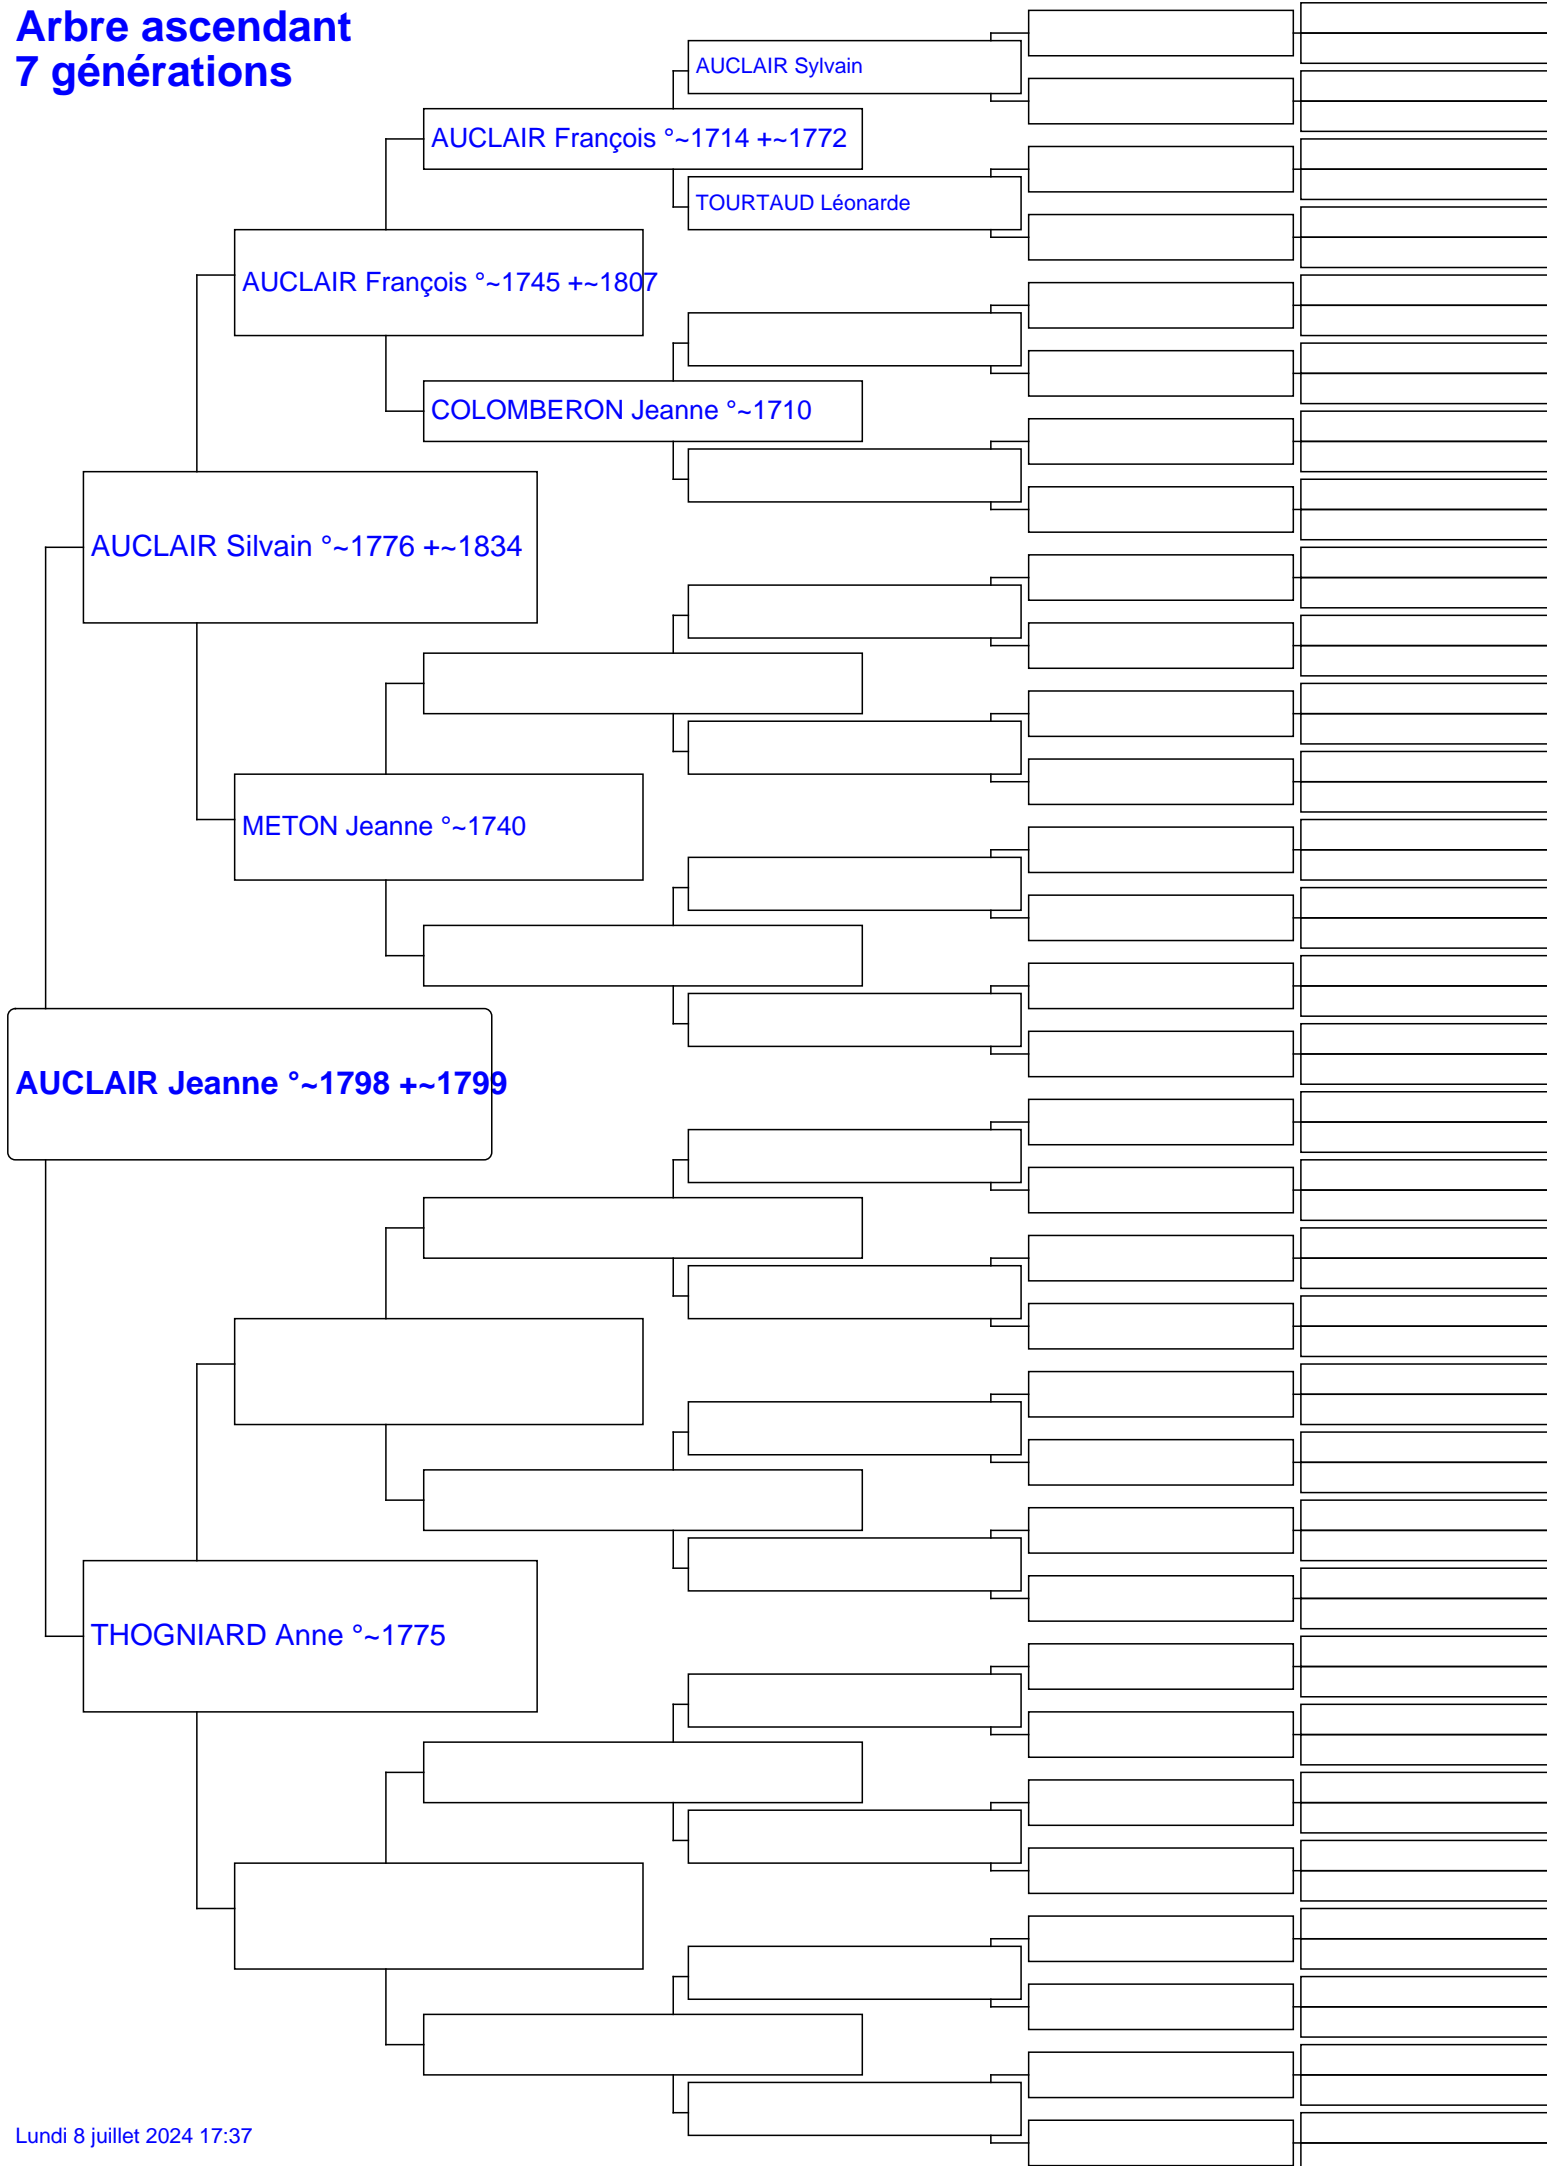 Arbre ascendant
7 générations
AUCLAIR Sylvain
AUCLAIR François °~1714 +~1772
TOURTAUD Léonarde
AUCLAIR François °~1745 +~1807
COLOMBERON Jeanne °~1710
AUCLAIR Silvain °~1776 +~1834
METON Jeanne °~1740
AUCLAIR Jeanne °~1798 +~1799
THOGNIARD Anne °~1775
Lundi 8 juillet 2024 17:37